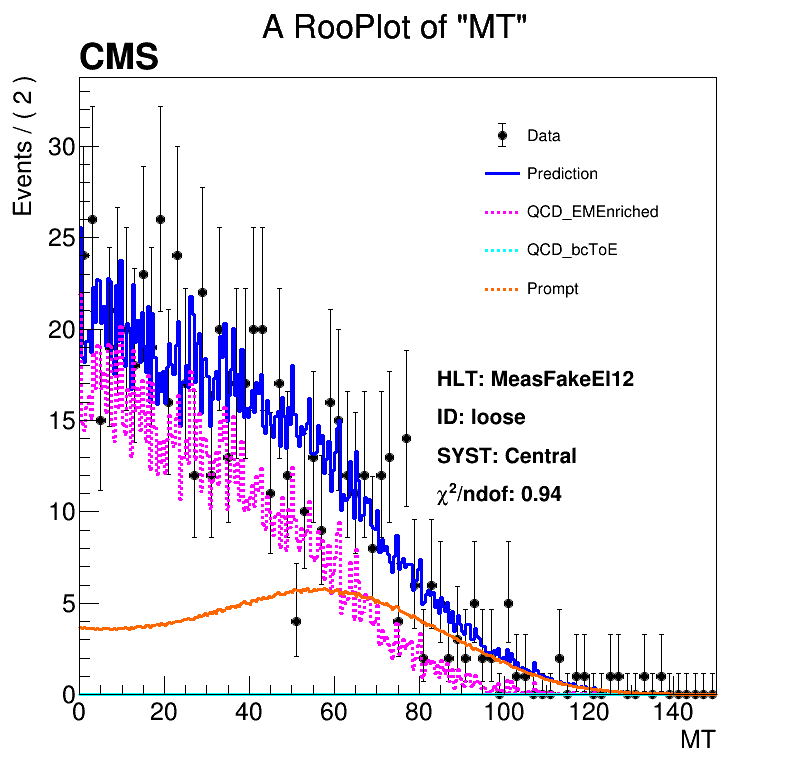 A RooPlot of "MT"
CMS
Events / ( 2 )
30
25
20
15
10
5
0
Data
Prediction
QCD_EMEnriched
QCD_bcToE
Prompt
HLT: MeasFakeEl12
ID: loose
SYST: Central
χ²/ndof: 0.94
0 20 40 60 80 100 120 140
MT